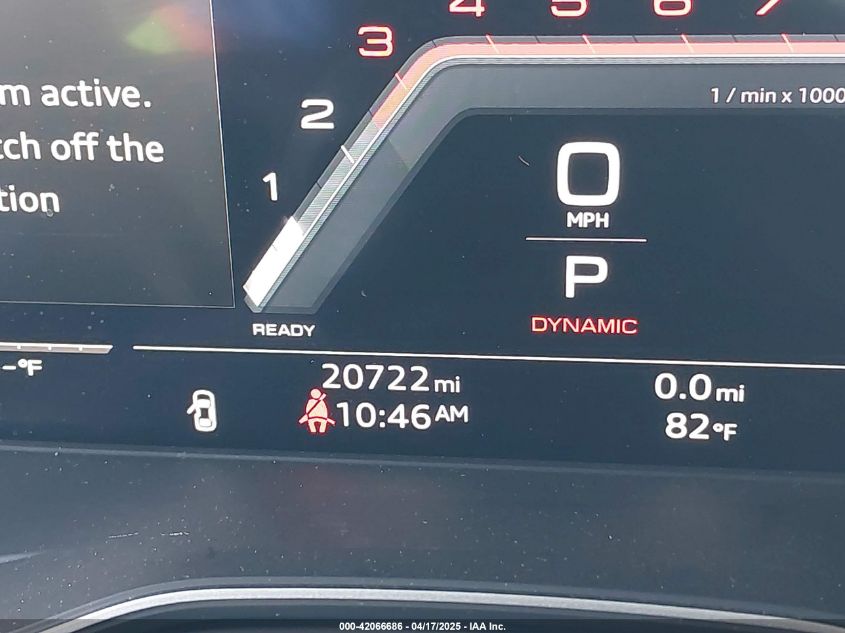 4 5 6 7
3
m active.
1 / min x 1000
2
tch off the
0
1
tion
MPH
P
READY
DYNAMIC
-°F
20722 mi
0.0 mi
10:46 AM
82 °F
000-42066686 - 04/17/2025 - IAA Inc.